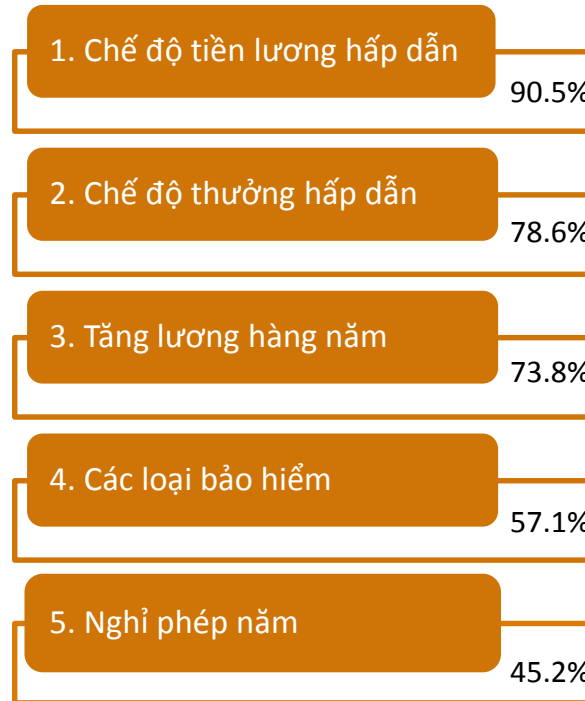 1. Chế độ tiền lương hấp dẫn
90.5%
2. Chế độ thưởng hấp dẫn
78.6%
3. Tăng lương hàng năm
73.8%
4. Các loại bảo hiểm
57.1%
5. Nghỉ phép năm
45.2%